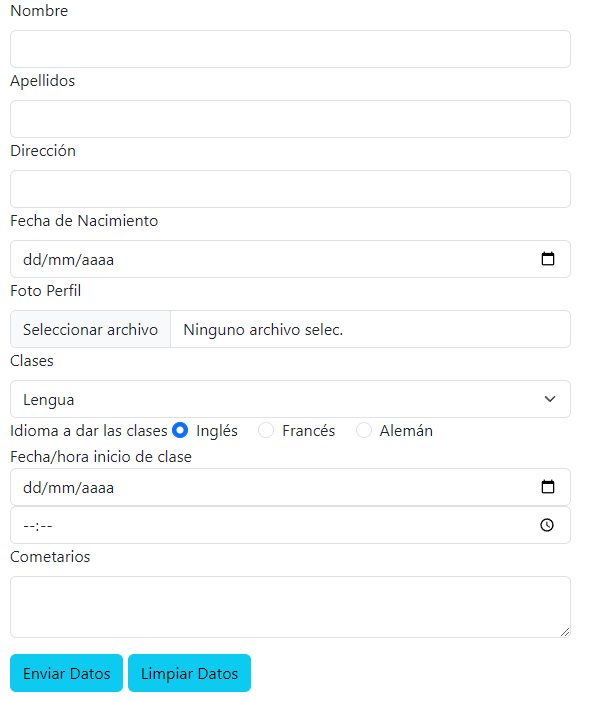 Nombre
Apellidos
Dirección
Fecha de Nacimiento
dd/mm/aaaa
Foto Perfil
Seleccionar archivo Ninguno archivo selec.
Clases
Lengua
Idioma a dar las clases Inglés Francés Alemán
Fecha/hora inicio de clase
dd/mm/aaaa
--:--
Cometarios
Enviar Datos Limpiar Datos